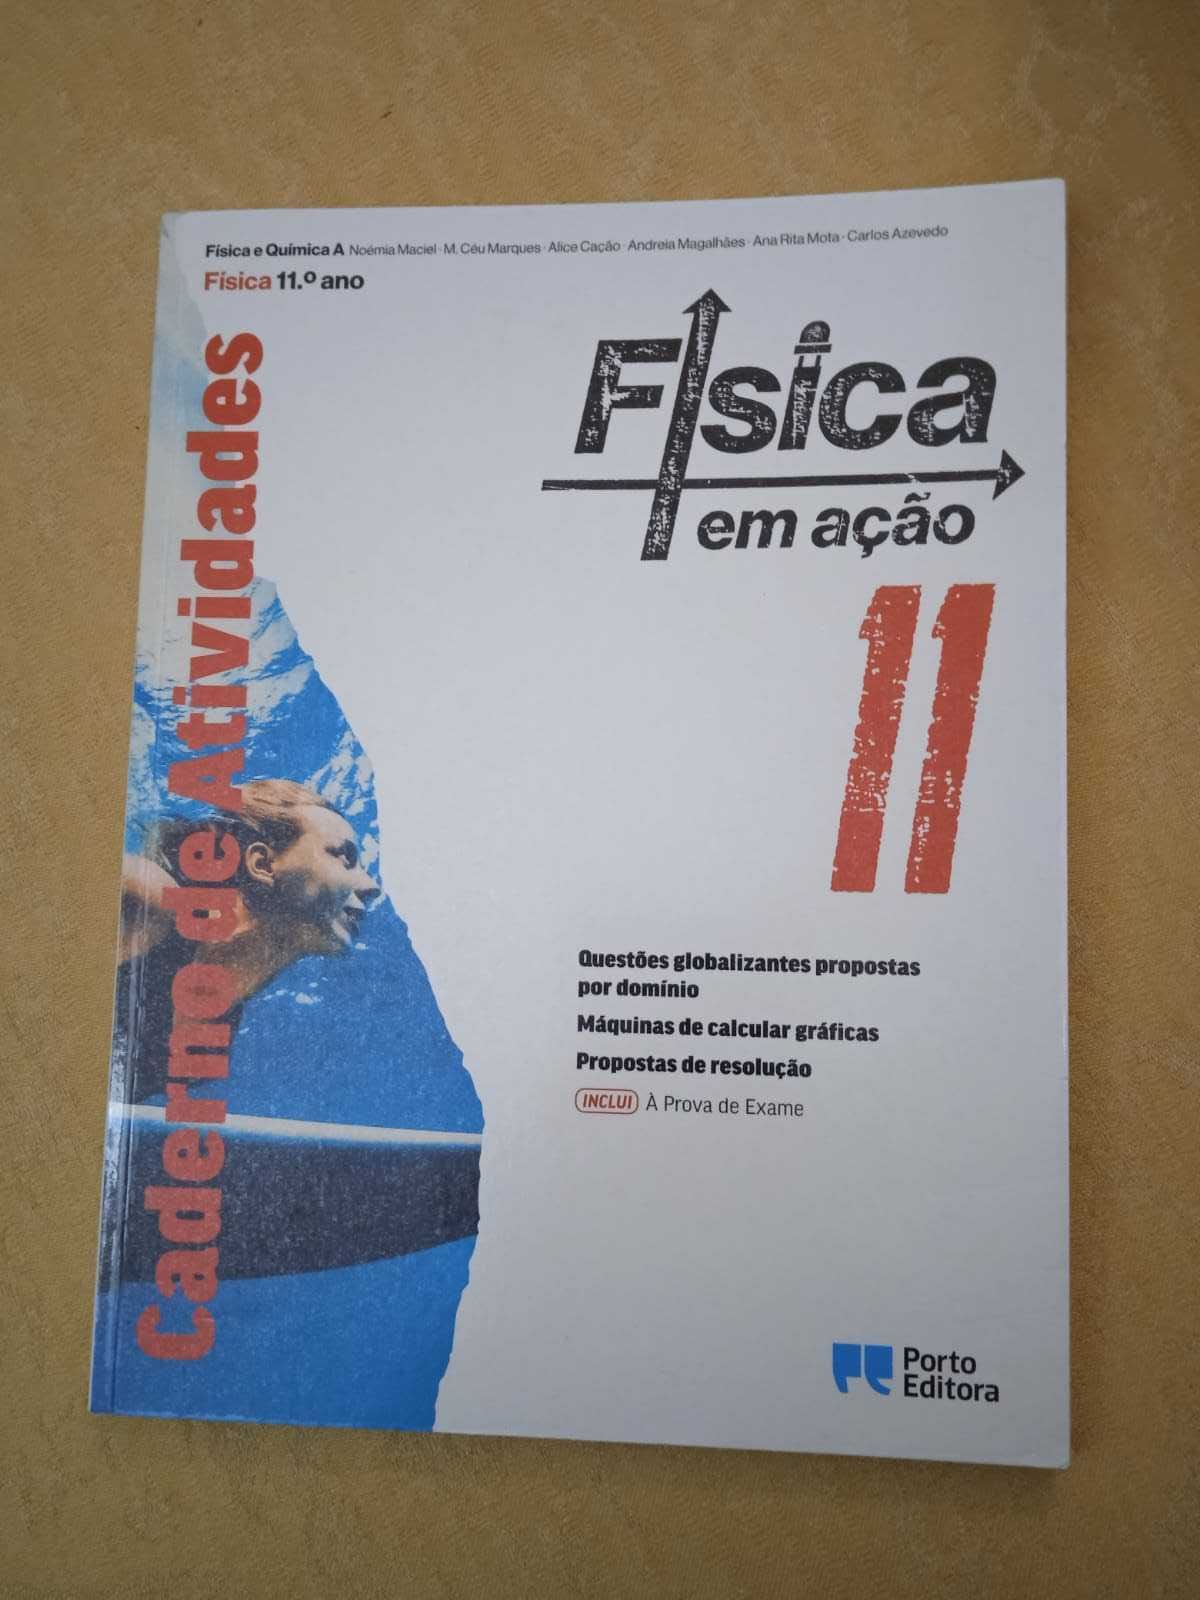 Física e Química A Noémia Maciel · M. Céu Marques · Alice Cação · Andreia Magalhães · Ana Rita Mota · Carlos Azevedo
Física 11.º ano
Caderno de Atividades
Física
em ação
11
Questões globalizantes propostas
por domínio
Máquinas de calcular gráficas
Propostas de resolução
INCLUI À Prova de Exame
Porto
Editora